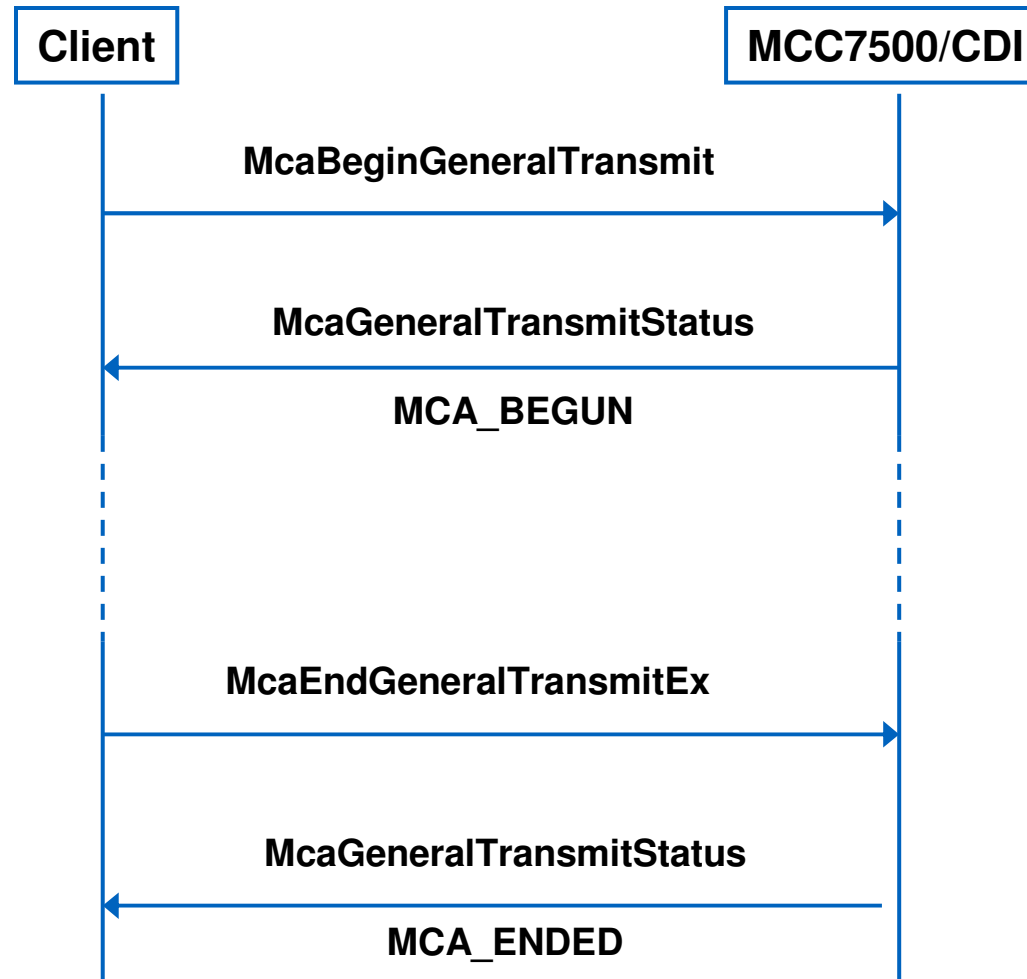 Client
MCC7500/CDI
McaBeginGeneralTransmit
McaGeneralTransmitStatus
MCA_BEGUN
McaEndGeneralTransmitEx
McaGeneralTransmitStatus
MCA_ENDED